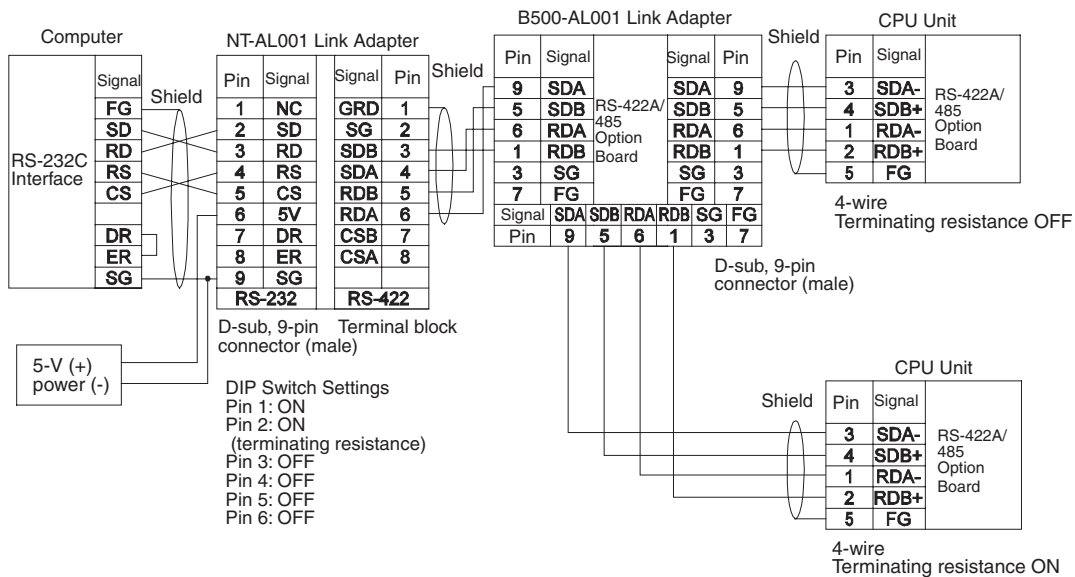 Computer
Signal
FG
SD
RD
RS
CS
DR
ER
SG
RS-232C
Interface
Shield
NT-AL001 Link Adapter
Pin Signal Signal Pin
1 NC GRD 1
2 SD SG 2
3 RD SDB 3
4 RS SDA 4
5 CS RDB 5
6 5V RDA 6
7 DR CSB 7
8 ER CSA 8
9 SG
RS-232 RS-422
D-sub, 9-pin
connector (male)
Terminal block
Shield
5-V (+)
power (-)
DIP Switch Settings
Pin 1: ON
Pin 2: ON
(terminating resistance)
Pin 3: OFF
Pin 4: OFF
Pin 5: OFF
Pin 6: OFF
B500-AL001 Link Adapter
Pin Signal Signal Pin
9 SDA SDA 9
5 SDB SDB 5
6 RDA RDA 6
1 RDB RDB 1
3 SG SG 3
7 FG FG 7
RS-422A/
485
Option
Board
Signal SDA SDB RDA RDB SG FG
Pin 9 5 6 1 3 7
D-sub, 9-pin
connector (male)
Shield
CPU Unit
Pin Signal
3 SDA-
4 SDB+
1 RDA-
2 RDB+
5 FG
RS-422A/
485
Option
Board
4-wire
Terminating resistance OFF
CPU Unit
Shield
Pin Signal
3 SDA-
4 SDB+
1 RDA-
2 RDB+
5 FG
RS-422A/
485
Option
Board
4-wire
Terminating resistance ON